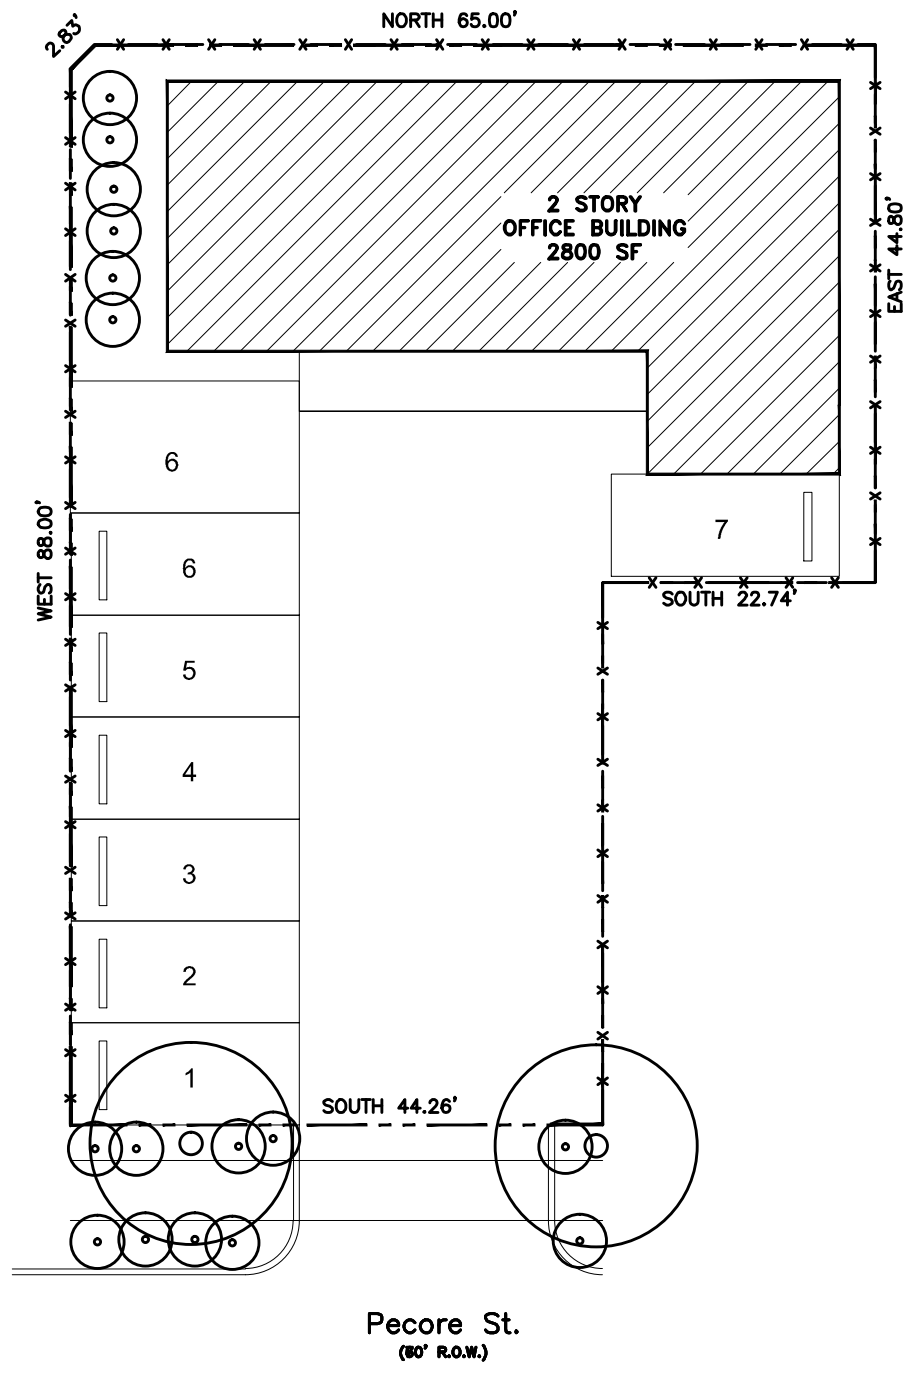 2.83'
NORTH 65.00'
2 STORY
OFFICE BUILDING
2800 SF
EAST 44.80'
6
WEST 88.00'
6
7
SOUTH 22.74'
5
4
3
2
1
SOUTH 44.26'
Pecore St.
(60' R.O.W.)